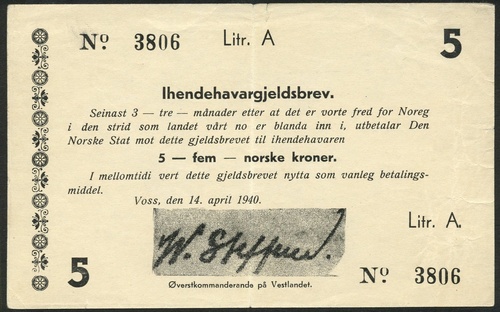 Nº 3806 Litr. A 5
Ihendehavargjeldsbrev.
Seinast 3 — tre — månader etter at det er vorte fred for Noreg
i den strid som landet vårt no er blanda inn i, utbetalar Den
Norske Stat mot dette gjeldsbrevet til ihendehavaren
5 — fem — norske kroner.
I mellomtidi vert dette gjeldsbrevet nytta som vanleg betalings-
middel.
Voss, den 14. april 1940.
Litr. A.
W. Steffens.
5 Nº 3806
Øverstkommanderande på Vestlandet.